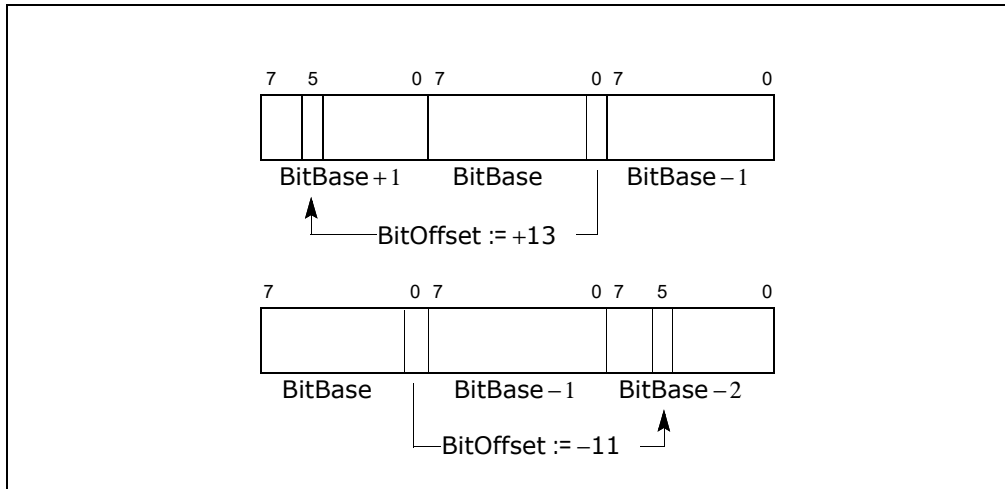 7 5 0 7 0 7 0
BitBase + 1 BitBase BitBase − 1
BitOffset := +13
7 0 7 0 7 5 0
BitBase BitBase − 1 BitBase − 2
BitOffset := −11